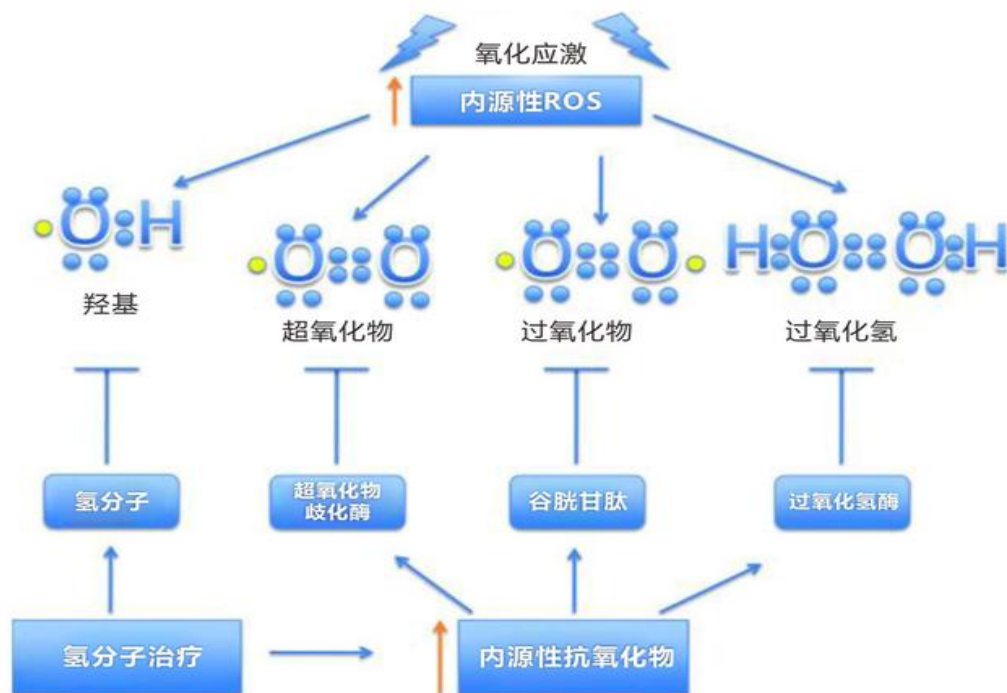 氧化应激
内源性ROS
O H
O O
O O
H O O H
羟基
超氧化物
过氧化物
过氧化氢
氢分子
超氧化物
歧化酶
谷胱甘肽
过氧化氢酶
氢分子治疗
内源性抗氧化物